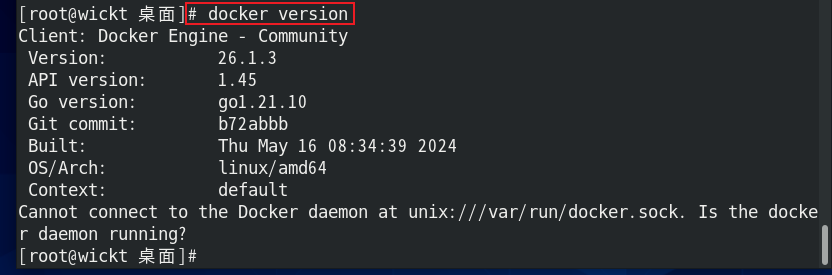 [root@wickt 桌面]# docker version
Client: Docker Engine - Community
 Version:           26.1.3
 API version:       1.45
 Go version:        go1.21.10
 Git commit:        b72abbb
 Built:             Thu May 16 08:34:39 2024
 OS/Arch:           linux/amd64
 Context:           default
Cannot connect to the Docker daemon at unix:///var/run/docker.sock. Is the docke
r daemon running?
[root@wickt 桌面]#